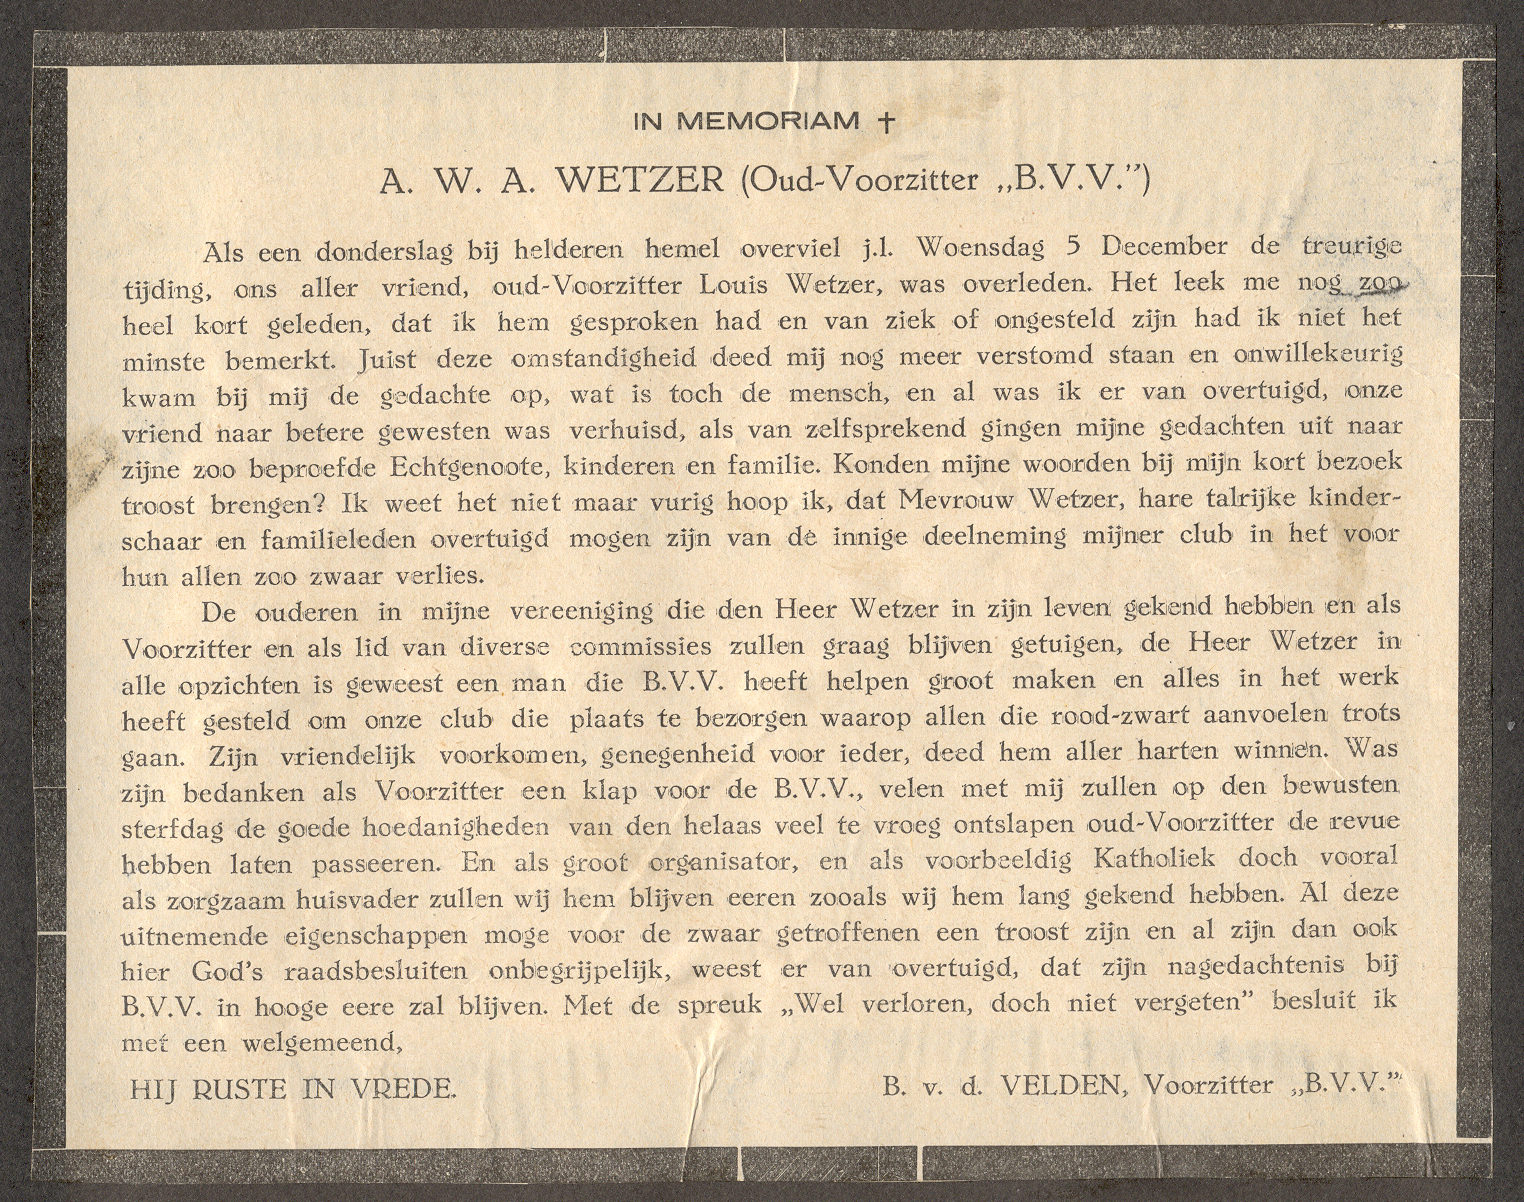 IN MEMORIAM †
A. W. A. WETZER (Oud-Voorzitter „B.V.V.”)
Als een donderslag bij helderen hemel overviel j.l. Woensdag 5 December de treurige
tijding, ons aller vriend, oud-Voorzitter Louis Wetzer, was overleden. Het leek me nog zoo
heel kort geleden, dat ik hem gesproken had en van ziek of ongesteld zijn had ik niet het
minste bemerkt. Juist deze omstandigheid deed mij nog meer verstomd staan en onwillekeurig
kwam bij mij de gedachte op, wat is toch de mensch, en al was ik er van overtuigd, onze
vriend naar betere gewesten was verhuisd, als van zelfsprekend gingen mijne gedachten uit naar
zijne zoo beproefde Echtgenoote, kinderen en familie. Konden mijne woorden bij mijn kort bezoek
troost brengen? Ik weet het niet maar vurig hoop ik, dat Mevrouw Wetzer, hare talrijke kinder-
schaar en familieleden overtuigd mogen zijn van de innige deelneming mijner club in het voor
hun allen zoo zwaar verlies.
De ouderen in mijne vereeniging die den Heer Wetzer in zijn leven gekend hebben en als
Voorzitter en als lid van diverse commissies zullen graag blijven getuigen, de Heer Wetzer in
alle opzichten is geweest een man die B.V.V. heeft helpen groot maken en alles in het werk
heeft gesteld om onze club die plaats te bezorgen waarop allen die rood-zwart aanvoelen trots
gaan. Zijn vriendelijk voorkomen, genegenheid voor ieder, deed hem aller harten winnen. Was
zijn bedanken als Voorzitter een klap voor de B.V.V., velen met mij zullen op den bewusten
sterfdag de goede hoedanigheden van den helaas veel te vroeg ontslapen oud-Voorzitter de revue
hebben laten passeeren. En als groot organisator, en als voorbeeldig Katholiek doch vooral
als zorgzaam huisvader zullen wij hem blijven eeren zooals wij hem lang gekend hebben. Al deze
uitnemende eigenschappen moge voor de zwaar getroffenen een troost zijn en al zijn dan ook
hier God's raadsbesluiten onbegrijpelijk, weest er van overtuigd, dat zijn nagedachtenis bij
B.V.V. in hooge eere zal blijven. Met de spreuk „Wel verloren, doch niet vergeten” besluit ik
met een welgemeend,
HIJ RUSTE IN VREDE. B. v. d. VELDEN, Voorzitter „B.V.V.”